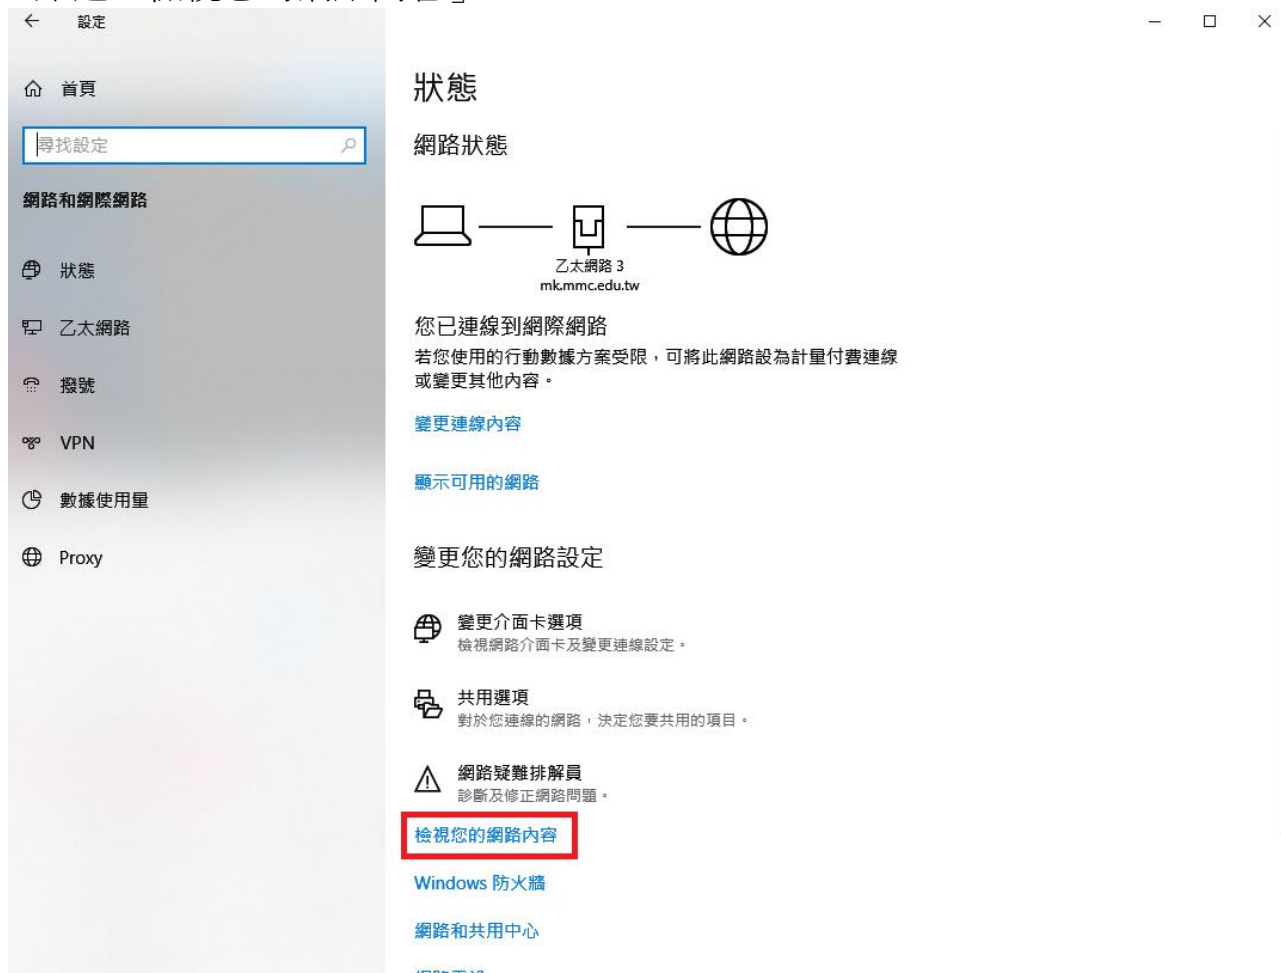 設定
首頁
尋找設定
網路和網際網路
狀態
乙太網路
撥號
VPN
數據使用量
Proxy
狀態
網路狀態
乙太網路 3
mk.mmc.edu.tw
您已連線到網際網路
若您使用的行動數據方案受限，可將此網路設為計量付費連線
或變更其他內容。
變更連線內容
顯示可用的網路
變更您的網路設定
變更介面卡選項
檢視網路介面卡及變更連線設定。
共用選項
對於您連線的網路，決定您要共用的項目。
網路疑難排解員
診斷及修正網路問題。
檢視您的網路內容
Windows 防火牆
網路和共用中心